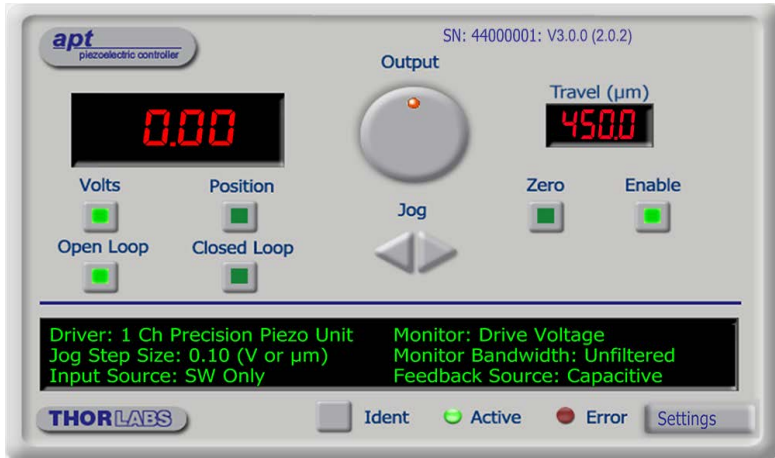 apt
piezoelectric controller
SN: 44000001: V3.0.0 (2.0.2)
Output
Travel (µm)
0.00
450.0
Volts
Position
Zero
Enable
Jog
Open Loop
Closed Loop
Driver: 1 Ch Precision Piezo Unit
Jog Step Size: 0.10 (V or µm)
Input Source: SW Only
Monitor: Drive Voltage
Monitor Bandwidth: Unfiltered
Feedback Source: Capacitive
THORLABS
Ident
Active
Error
Settings